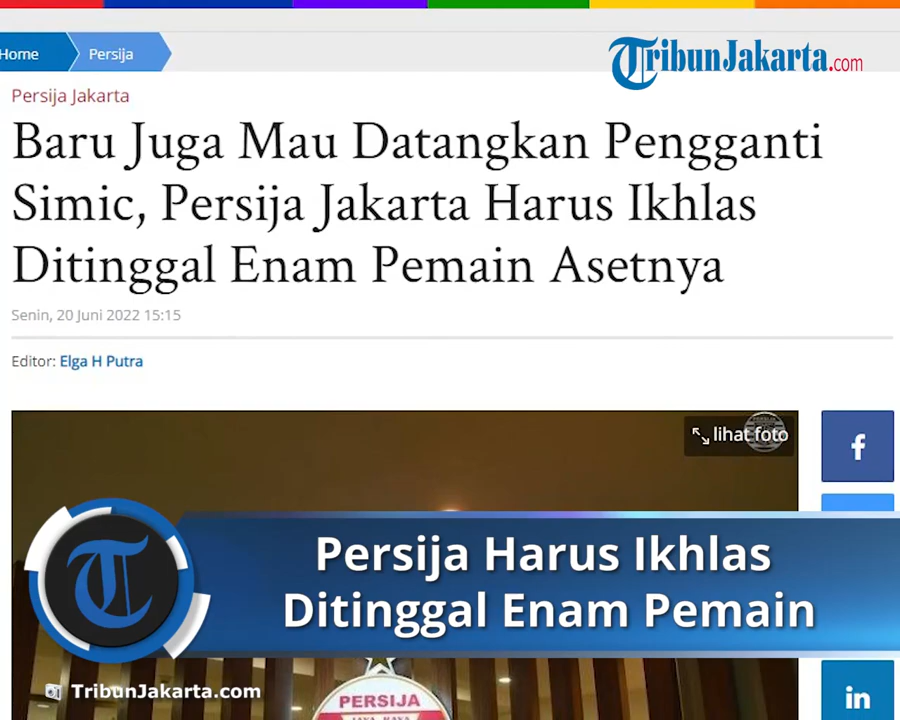 Home Persija
TribunJakarta.com
Persija Jakarta
Baru Juga Mau Datangkan Pengganti
Simic, Persija Jakarta Harus Ikhlas
Ditinggal Enam Pemain Asetnya
Senin, 20 Juni 2022 15:15
Editor: Elga H Putra
lihat foto
f
T
Persija Harus Ikhlas
Ditinggal Enam Pemain
TribunJakarta.com
PERSIJA
JAYA RAYA
in